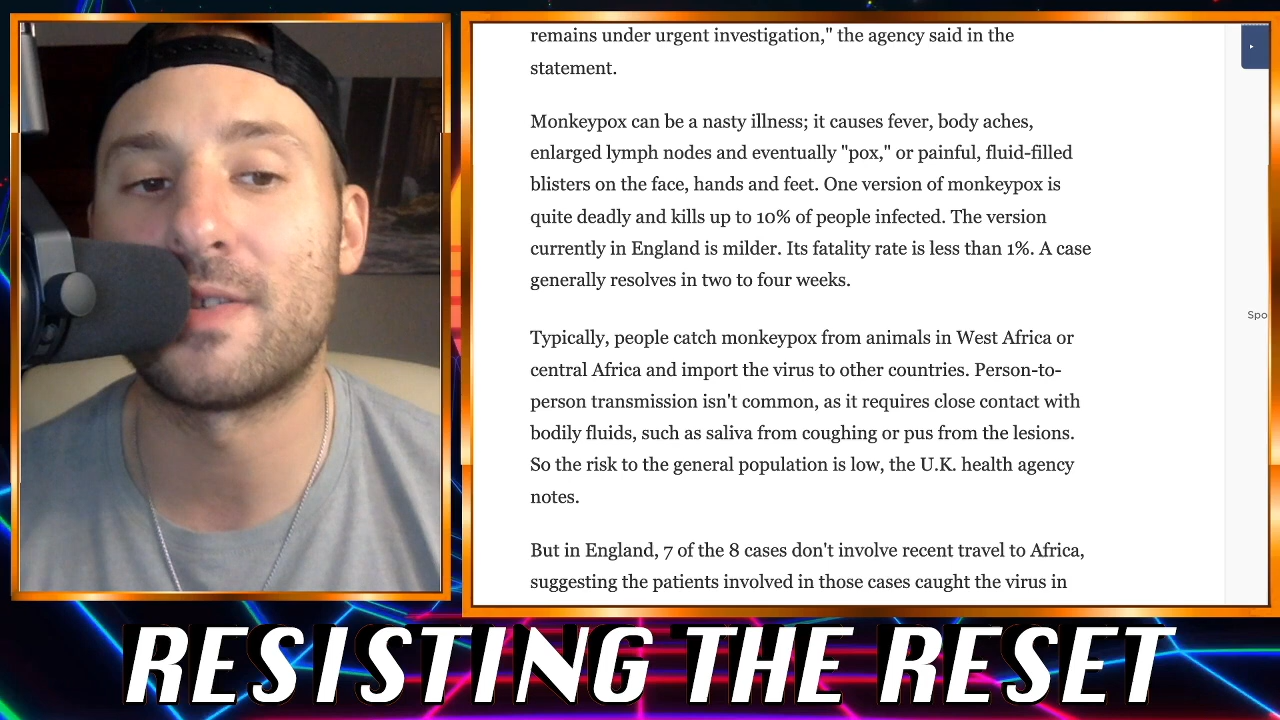 remains under urgent investigation," the agency said in the
statement.
Monkeypox can be a nasty illness; it causes fever, body aches,
enlarged lymph nodes and eventually "pox," or painful, fluid-filled
blisters on the face, hands and feet. One version of monkeypox is
quite deadly and kills up to 10% of people infected. The version
currently in England is milder. Its fatality rate is less than 1%. A case
generally resolves in two to four weeks.
Typically, people catch monkeypox from animals in West Africa or
central Africa and import the virus to other countries. Person-to-
person transmission isn't common, as it requires close contact with
bodily fluids, such as saliva from coughing or pus from the lesions.
So the risk to the general population is low, the U.K. health agency
notes.
But in England, 7 of the 8 cases don't involve recent travel to Africa,
suggesting the patients involved in those cases caught the virus in
Spo
RESISTING THE RESET